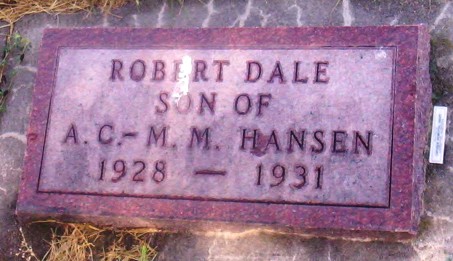 ROBERT DALE
SON OF
A.C.-M.M. HANSEN
1928 — 1931